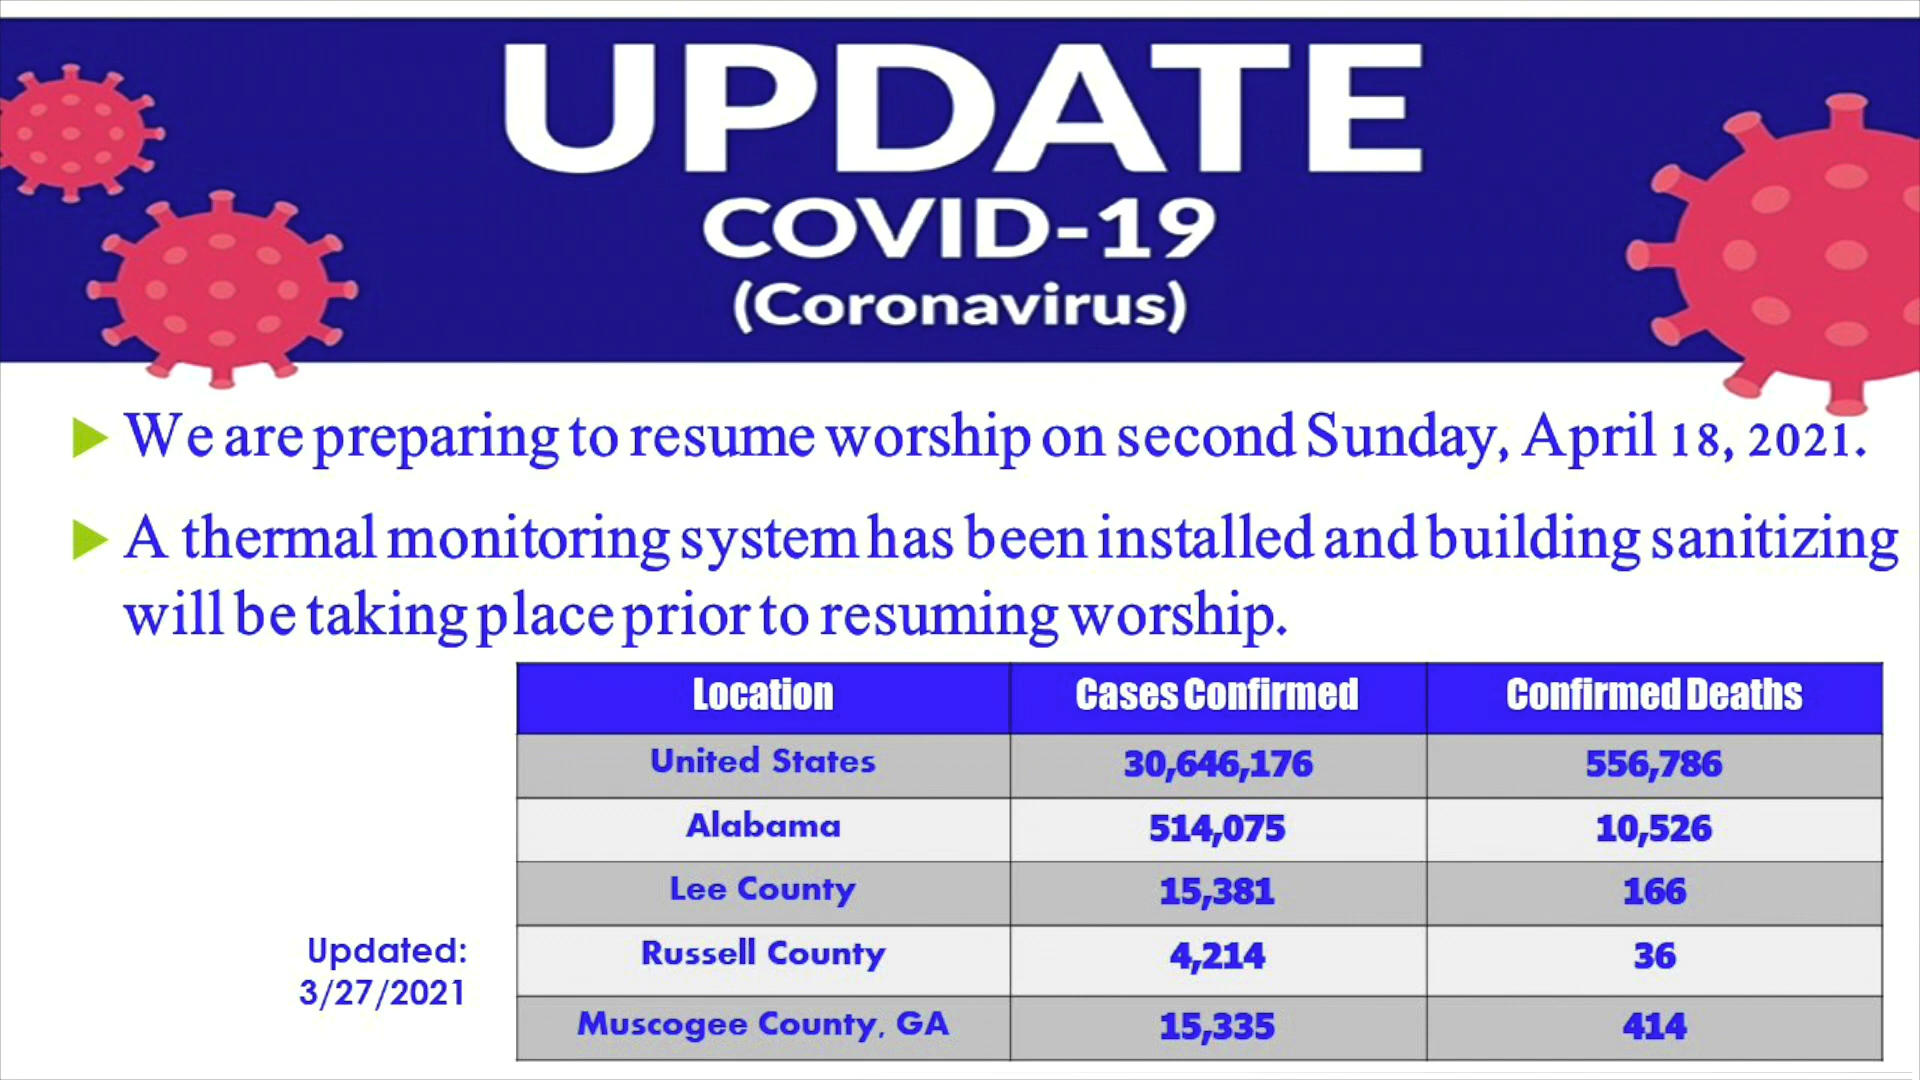 UPDATE
COVID-19
(Coronavirus)
We are preparing to resume worship on second Sunday, April 18, 2021.
A thermal monitoring system has been installed and building sanitizing
will be taking place prior to resuming worship.
Location Cases Confirmed Confirmed Deaths
United States 30,646,176 556,786
Alabama 514,075 10,526
Lee County 15,381 166
Russell County 4,214 36
Muscogee County, GA 15,335 414
Updated:
3/27/2021